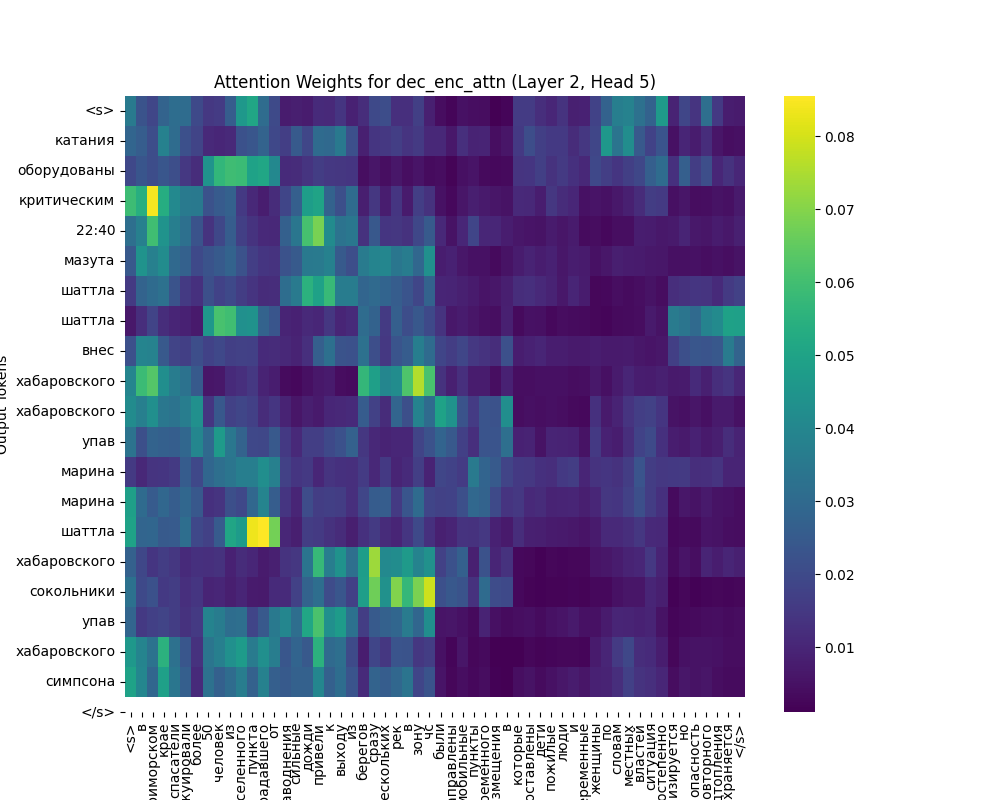 Attention Weights for dec_enc_attn (Layer 2, Head 5)
<s>
катания
оборудованы
критическим
22:40
мазута
шаттла
шаттла
внес
хабаровского
хабаровского
упав
марина
марина
шаттла
хабаровского
сокольники
упав
хабаровского
симпсона
</s>
0.08
0.07
0.06
0.05
0.04
0.03
0.02
0.01
<s>
в
крае
спасатели
более
50
человек
из
пункта
от
сильные
дожди
привели
к
выходу
из
берегов
сразу
рек
в
зону
чс
были
пункты
в
которые
дети
пожилые
люди
и
женщины
по
словам
местных
властей
ситуация
но
опасность
</s>